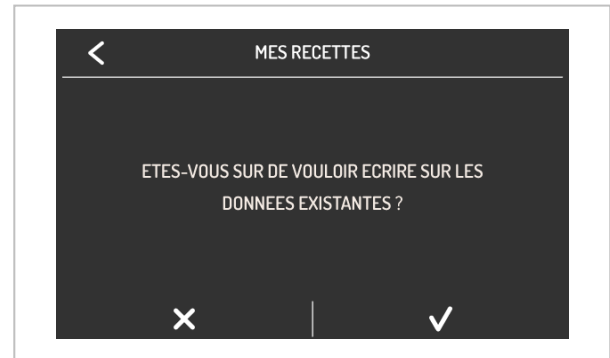 MES RECETTES
ETES-VOUS SUR DE VOULOIR ECRIRE SUR LES
DONNEES EXISTANTES ?